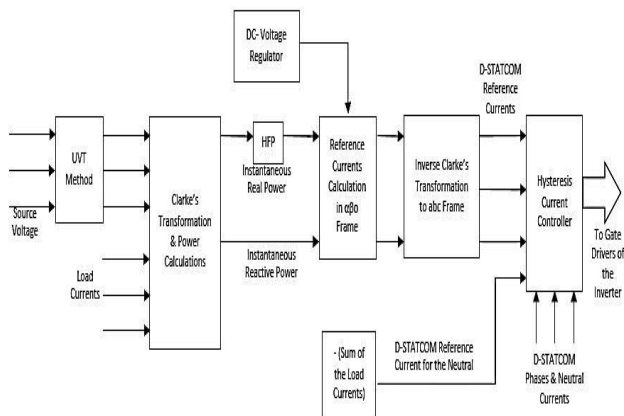 DC- Voltage
Regulator
D-STATCOM
Reference
Currents
UVT
Method
HFP
Instantaneous
Real Power
Clarke's
Transformation
& Power
Calculations
Reference
Currents
Calculation
in αβo
Frame
Inverse Clarke's
Transformation
to abc Frame
Hysteresis
Current
Controller
Source
Voltage
Instantaneous
Reactive Power
To Gate
Drivers of
the
Inverter
Load
Currents
- (Sum of
the Load
Currents)
D-STATCOM Reference
Current for the Neutral
D-STATCOM
Phases & Neutral
Currents